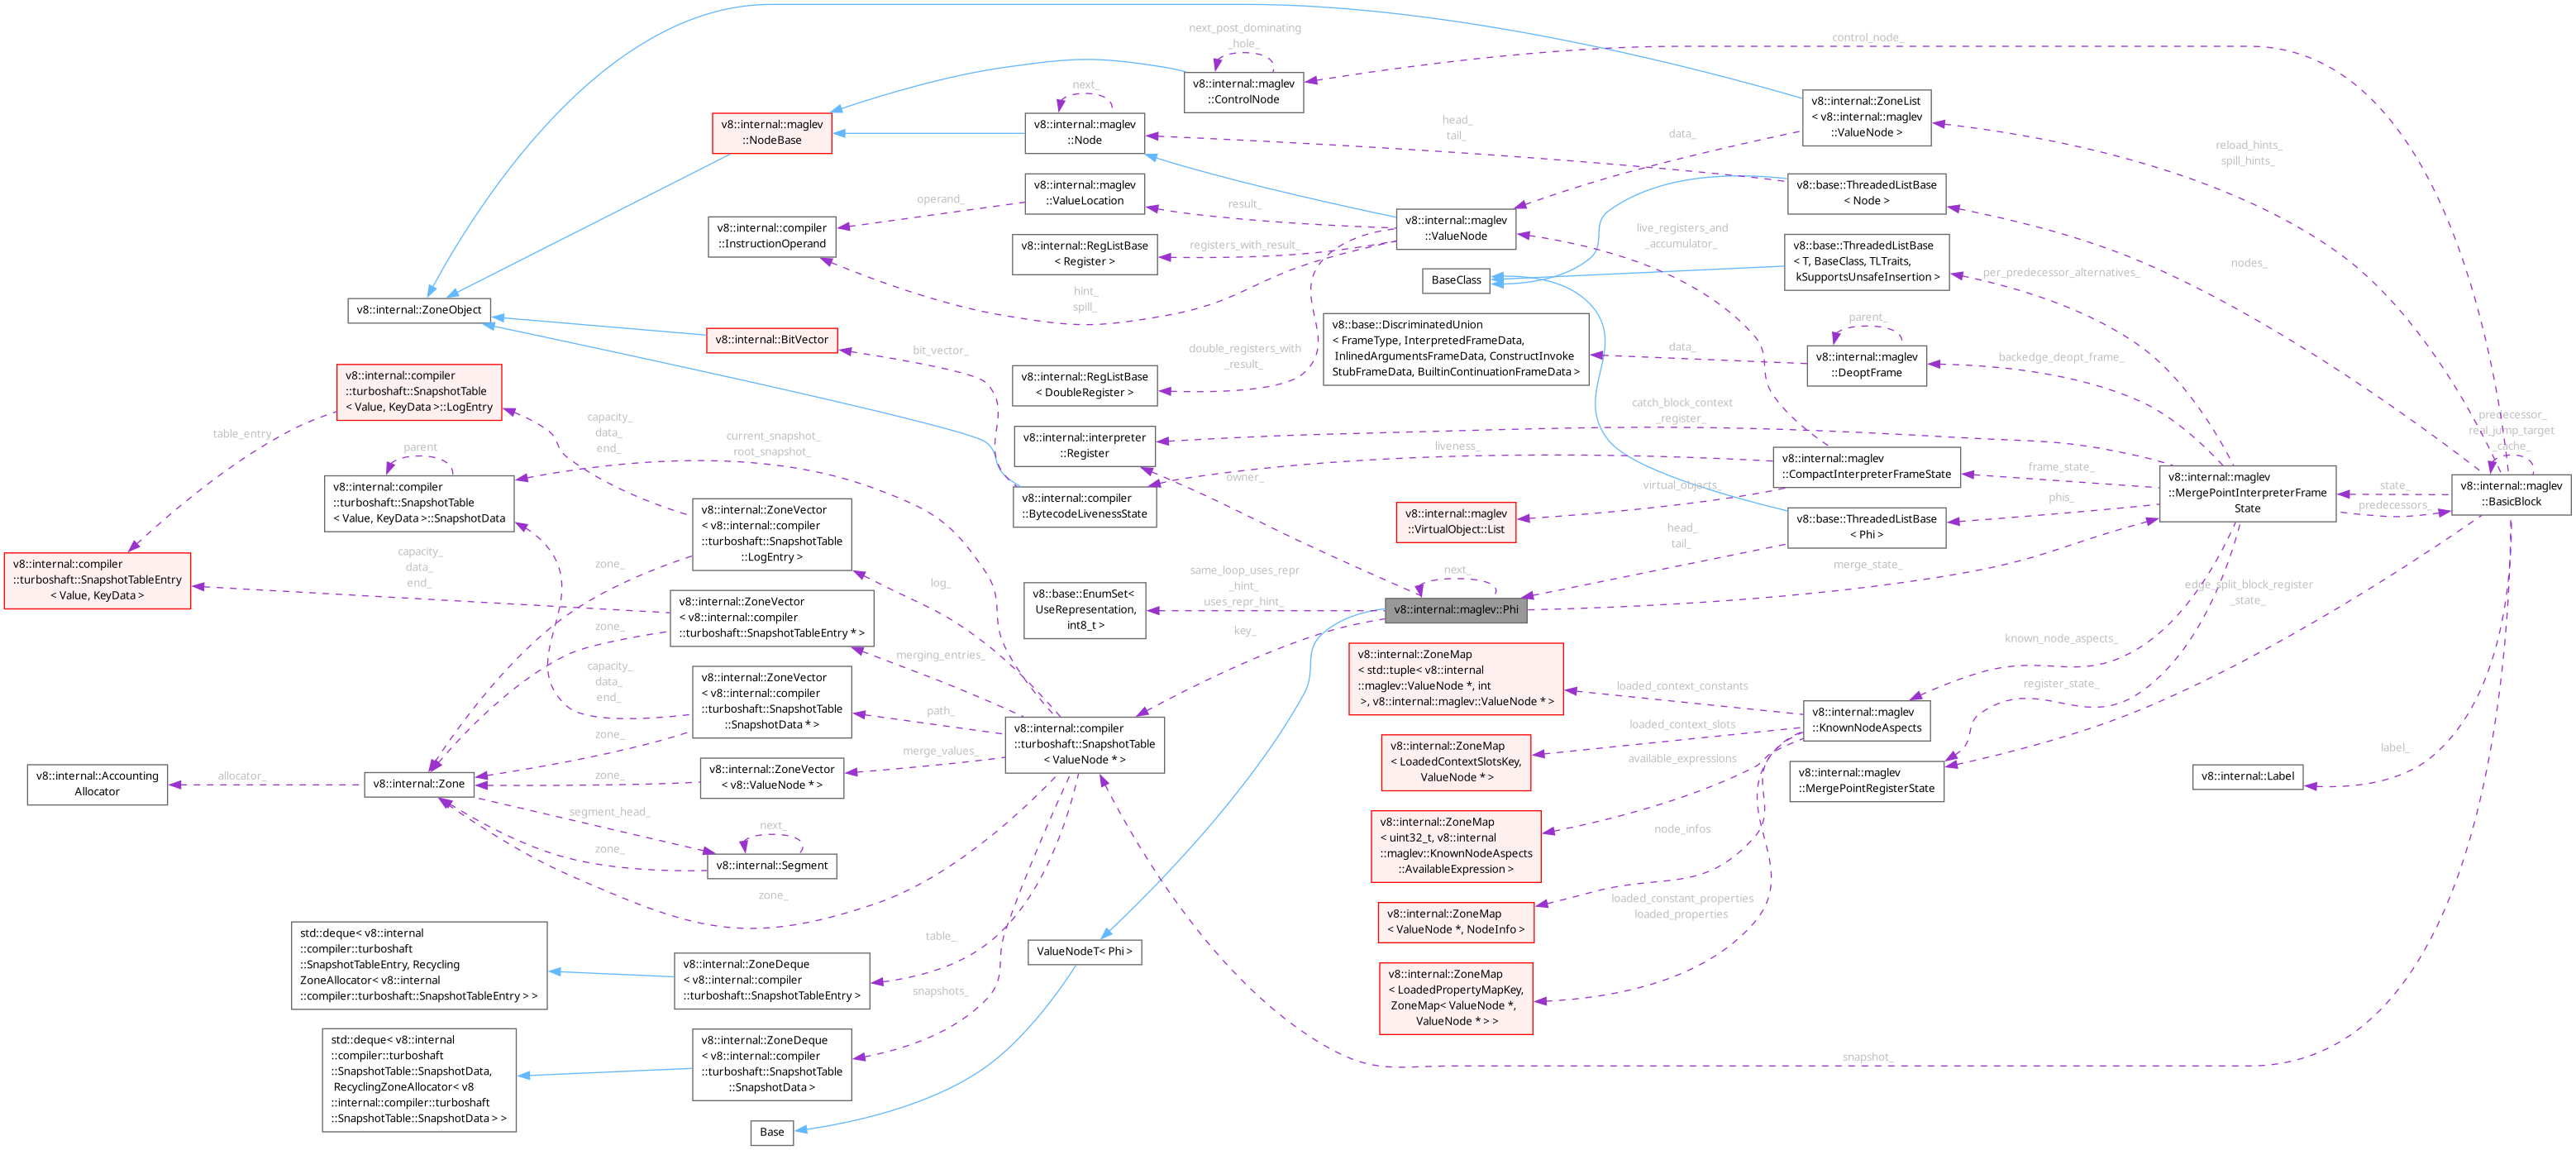 next_post_dominating
_hole_
control_node_
v8::internal::maglev
::ControlNode
v8::internal::ZoneList
< v8::internal::maglev
::ValueNode >
next_
v8::internal::maglev
::NodeBase
v8::internal::maglev
::Node
head_
tail_
data_
reload_hints_
spill_hints_
v8::internal::maglev
::ValueLocation
v8::base::ThreadedListBase
< Node >
operand_
result_
v8::internal::compiler
::InstructionOperand
v8::internal::maglev
::ValueNode
live_registers_and
_accumulator_
v8::internal::RegListBase
< Register >
registers_with_result_
v8::base::ThreadedListBase
< T, BaseClass, TLTraits,
kSupportsUnsafeInsertion >
per_predecessor_alternatives_
nodes_
BaseClass
hint_
spill_
v8::internal::ZoneObject
v8::internal::BitVector
v8::base::DiscriminatedUnion
< FrameType, InterpretedFrameData,
InlinedArgumentsFrameData, ConstructInvoke
StubFrameData, BuiltinContinuationFrameData >
parent_
data_
v8::internal::maglev
::DeoptFrame
backedge_deopt_frame_
bit_vector_
double_registers_with
_result_
v8::internal::RegListBase
< DoubleRegister >
v8::internal::compiler
::turboshaft::SnapshotTable
< Value, KeyData >::LogEntry
capacity_
data_
end_
current_snapshot_
root_snapshot_
catch_block_context
_register_
predecessor_
real_jump_target
_cache_
table_entry
parent
v8::internal::interpreter
::Register
liveness_
v8::internal::maglev
::CompactInterpreterFrameState
frame_state_
v8::internal::maglev
::MergePointInterpreterFrame
State
state_
predecessors_
v8::internal::maglev
::BasicBlock
v8::internal::compiler
::turboshaft::SnapshotTable
< Value, KeyData >::SnapshotData
v8::internal::ZoneVector
< v8::internal::compiler
::turboshaft::SnapshotTable
::LogEntry >
v8::internal::compiler
::BytecodeLivenessState
owner_
virtual_objects_
v8::internal::maglev
::VirtualObject::List
phis_
v8::base::ThreadedListBase
< Phi >
head_
tail_
v8::internal::compiler
::turboshaft::SnapshotTableEntry
< Value, KeyData >
capacity_
data_
end_
zone_
log_
same_loop_uses_repr
_hint_
uses_repr_hint_
next_
merge_state_
edge_split_block_register
_state_
v8::base::EnumSet<
UseRepresentation,
int8_t >
v8::internal::maglev::Phi
v8::internal::ZoneVector
< v8::internal::compiler
::turboshaft::SnapshotTableEntry * >
zone_
key_
merging_entries_
known_node_aspects_
v8::internal::ZoneMap
< std::tuple< v8::internal
::maglev::ValueNode *, int
>, v8::internal::maglev::ValueNode * >
loaded_context_constants
register_state_
capacity_
data_
end_
v8::internal::ZoneVector
< v8::internal::compiler
::turboshaft::SnapshotTable
::SnapshotData * >
path_
zone_
v8::internal::compiler
::turboshaft::SnapshotTable
< ValueNode * >
v8::internal::maglev
::KnownNodeAspects
loaded_context_slots
v8::internal::ZoneMap
< LoadedContextSlotsKey,
ValueNode * >
available_expressions
label_
v8::internal::Accounting
Allocator
allocator_
v8::internal::Zone
zone_
v8::internal::ZoneVector
< v8::ValueNode * >
merge_values_
v8::internal::maglev
::MergePointRegisterState
v8::internal::Label
segment_head_
zone_
next_
v8::internal::Segment
v8::internal::ZoneMap
< uint32_t, v8::internal
::maglev::KnownNodeAspects
::AvailableExpression >
node_infos
zone_
loaded_constant_properties
loaded_properties
v8::internal::ZoneMap
< ValueNode *, NodeInfo >
std::deque< v8::internal
::compiler::turboshaft
::SnapshotTableEntry, Recycling
ZoneAllocator< v8::internal
::compiler::turboshaft::SnapshotTableEntry > >
v8::internal::ZoneDeque
< v8::internal::compiler
::turboshaft::SnapshotTableEntry >
table_
snapshots_
ValueNodeT< Phi >
v8::internal::ZoneMap
< LoadedPropertyMapKey,
ZoneMap< ValueNode *,
ValueNode * > >
std::deque< v8::internal
::compiler::turboshaft
::SnapshotTable::SnapshotData,
RecyclingZoneAllocator< v8
::internal::compiler::turboshaft
::SnapshotTable::SnapshotData > >
v8::internal::ZoneDeque
< v8::internal::compiler
::turboshaft::SnapshotTable
::SnapshotData >
snapshot_
Base